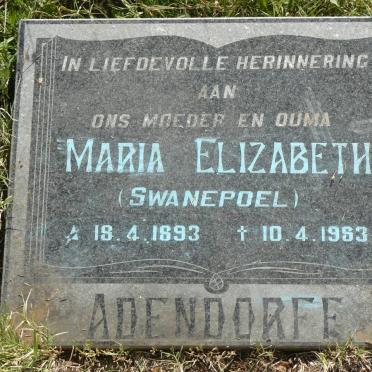 IN LIEFDEVOLLE HERINNERING
AAN
ONS MOEDER EN OUMA
MARIA ELIZABETH
(SWANEPOEL)
* 18.4.1893 † 10.4.1963
ADENDORFF